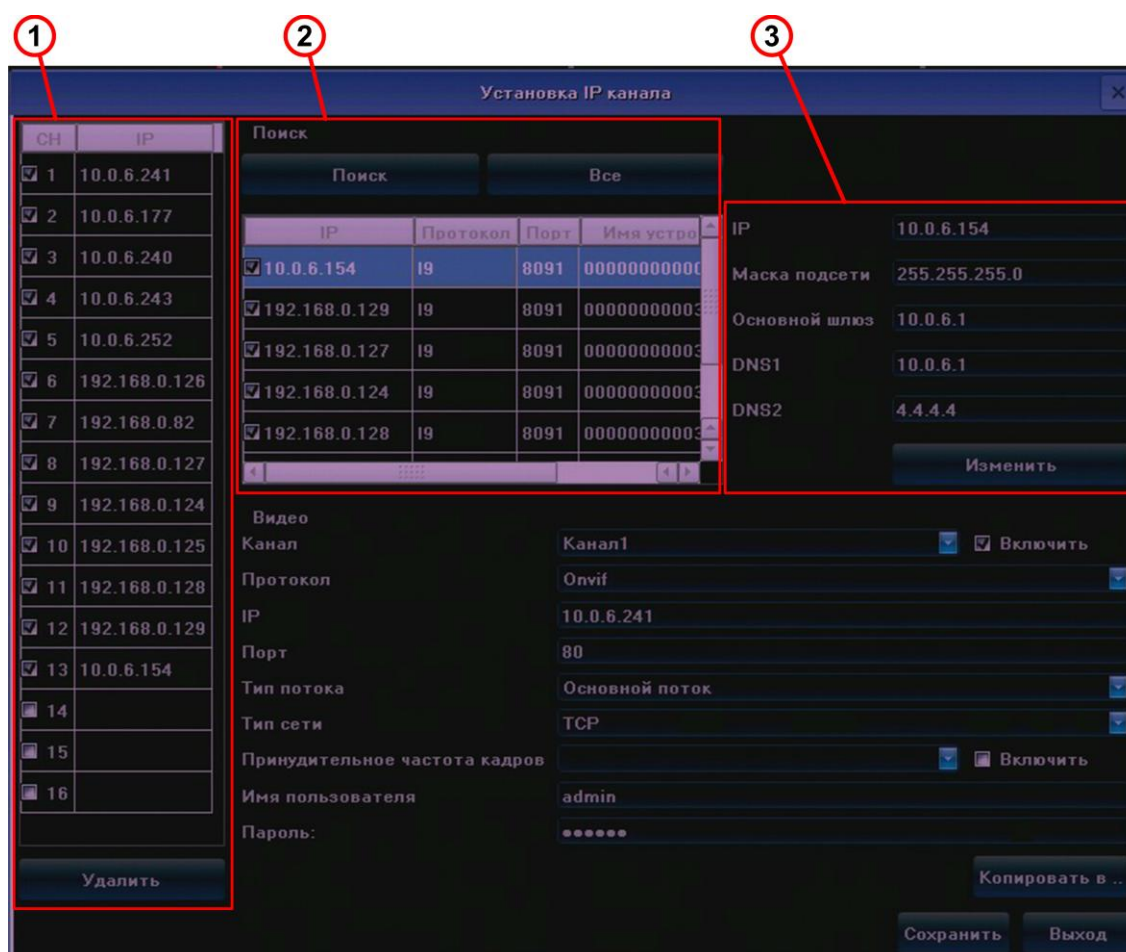 1 2 3
Установка IP канала
CH IP
1 10.0.6.241
2 10.0.6.177
3 10.0.6.240
4 10.0.6.243
5 10.0.6.252
6 192.168.0.126
7 192.168.0.82
8 192.168.0.127
9 192.168.0.124
10 192.168.0.125
11 192.168.0.128
12 192.168.0.129
13 10.0.6.154
14
15
16
Удалить
Поиск
Поиск Все
IP Протокол Порт Имя устро
10.0.6.154 I9 8091 00000000000
192.168.0.129 I9 8091 00000000003
192.168.0.127 I9 8091 00000000003
192.168.0.124 I9 8091 00000000003
192.168.0.128 I9 8091 00000000003
IP 10.0.6.154
Маска подсети 255.255.255.0
Основной шлюз 10.0.6.1
DNS1 10.0.6.1
DNS2 4.4.4.4
Изменить
Видео
Канал Канал1 Включить
Протокол Onvif
IP 10.0.6.241
Порт 80
Тип потока Основной поток
Тип сети TCP
Принудительное частота кадров Включить
Имя пользователя admin
Пароль: ●●●●●●
Копировать в ..
Сохранить Выход